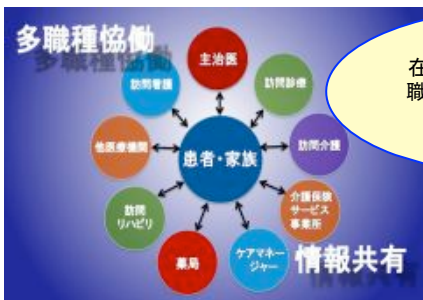 多職種協働
主治医
訪問看護
訪問診療
他医療機関
患者・家族
訪問介護
訪問
リハビリ
介護保険
サービス
事業所
薬局
ケアマネー
ジャー
情報共有
在
職